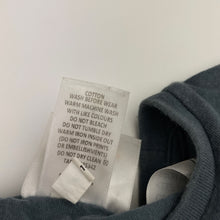 COTTON
WASH BEFORE WEAR
WARM MACHINE WASH
WITH LIKE COLOURS
DO NOT BLEACH
DO NOT TUMBLE DRY
WARM IRON INSIDE OUT
(DO NOT IRON PRINTS
OR EMBELLISHMENTS)
DO NOT DRY CLEAN